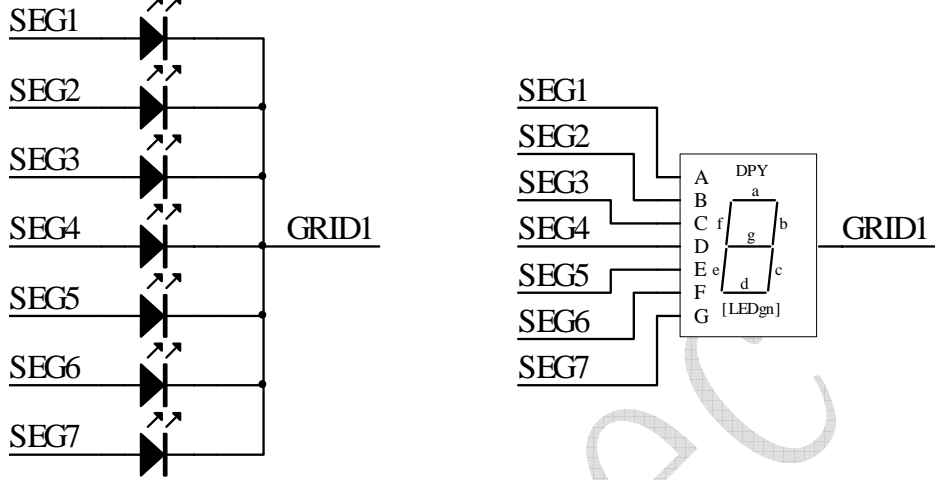 SEG1
SEG2
SEG3
SEG4
SEG5
SEG6
SEG7
GRID1
SEG1
SEG2
SEG3
SEG4
SEG5
SEG6
SEG7
DPY
A
B
C
D
E
F
G
a
f
b
g
e
c
d
[LEDgn]
GRID1